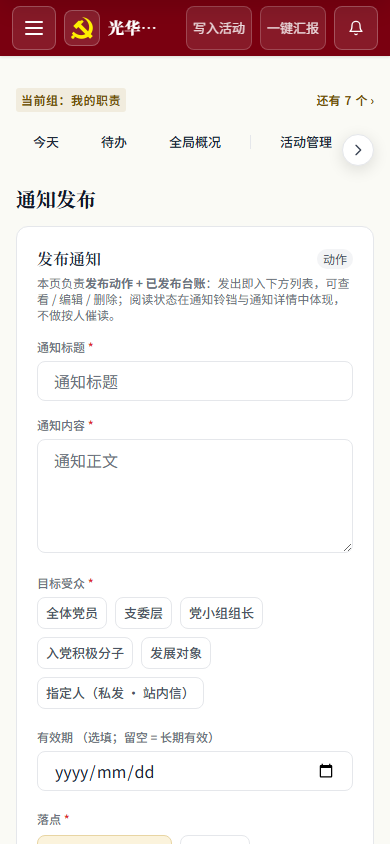 光华…
写入活动
一键汇报
当前组：我的职责
还有 7 个 ›
今天
待办
全局概况
活动管理
通知发布
发布通知
动作
本页负责发布动作 + 已发布台账：发出即入下方列表，可查
看 / 编辑 / 删除；阅读状态在通知铃铛与通知详情中体现，
不做按人催读。
通知标题 *
通知标题
通知内容 *
通知正文
目标受众 *
全体党员
支委层
党小组组长
入党积极分子
发展对象
指定人（私发 · 站内信）
有效期 （选填；留空 = 长期有效）
yyyy/mm/dd
落点 *